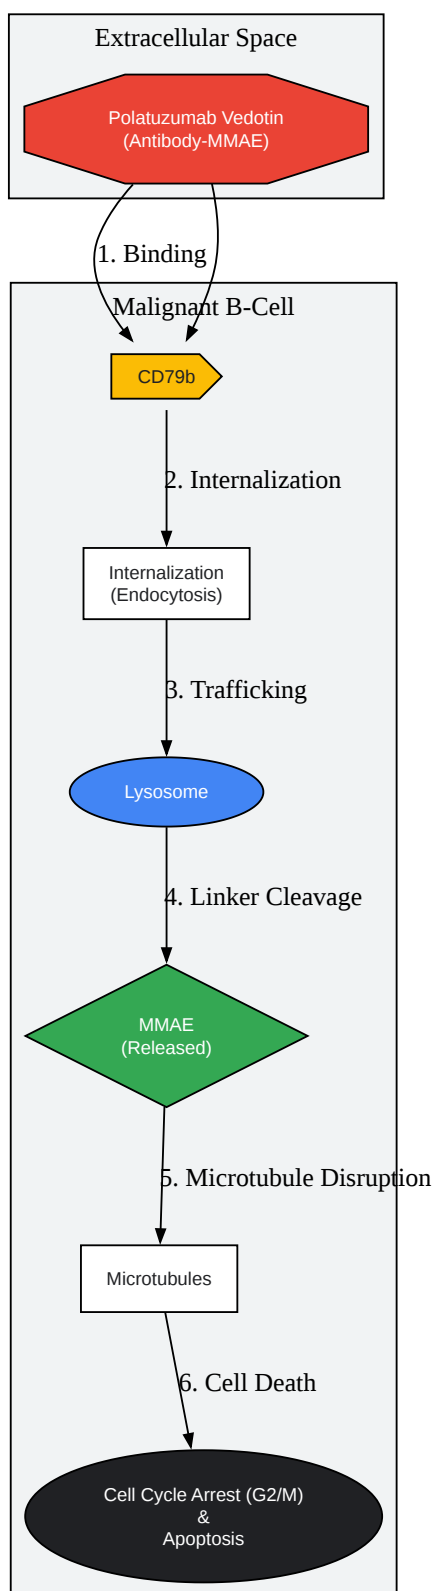 Extracellular Space
Polatuzumab Vedotin
(Antibody-MMAE)
1. Binding
Malignant B-Cell
CD79b
2. Internalization
Internalization
(Endocytosis)
3. Trafficking
Lysosome
4. Linker Cleavage
MMAE
(Released)
5. Microtubule Disruption
Microtubules
6. Cell Death
Cell Cycle Arrest (G2/M)
&
Apoptosis